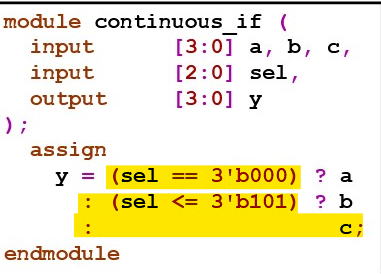 module continuous_if (
input [3:0] a, b, c,
input [2:0] sel,
output [3:0] y
);
assign
y = (sel == 3'b000) ? a
: (sel <= 3'b101) ? b
: c;
endmodule